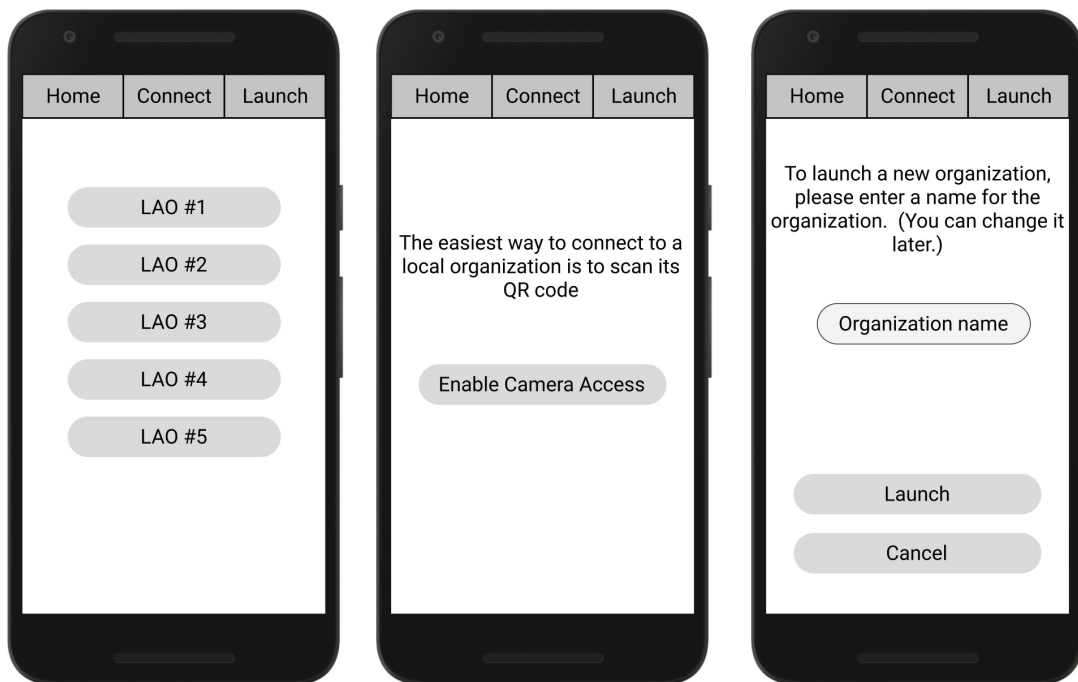 Home Connect Launch
LAO #1
LAO #2
LAO #3
LAO #4
LAO #5
Home Connect Launch
The easiest way to connect to a
local organization is to scan its
QR code
Enable Camera Access
Home Connect Launch
To launch a new organization,
please enter a name for the
organization.  (You can change it
later.)
Organization name
Launch
Cancel